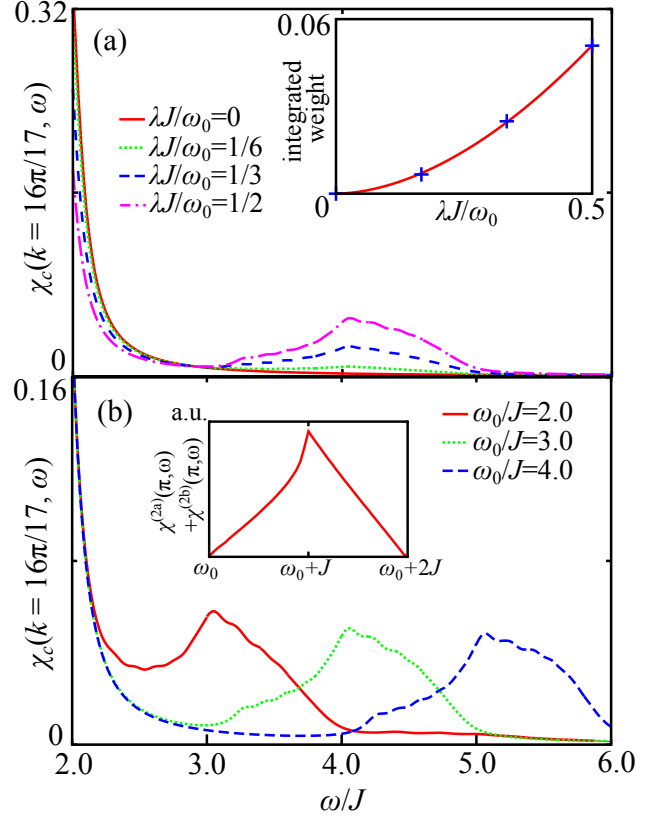 0.32
(a)
χc(k = 16π/17, ω)
0
λJ/ω0=0
λJ/ω0=1/6
λJ/ω0=1/3
λJ/ω0=1/2
0.06
integrated
weight
0
λJ/ω0
0.5
0.16
(b)
χc(k = 16π/17, ω)
0
a.u.
χ(2a)(π,ω)
+χ(2b)(π,ω)
ω0
ω0+J
ω0+2J
ω0/J=2.0
ω0/J=3.0
ω0/J=4.0
2.0
3.0
4.0
5.0
6.0
ω/J